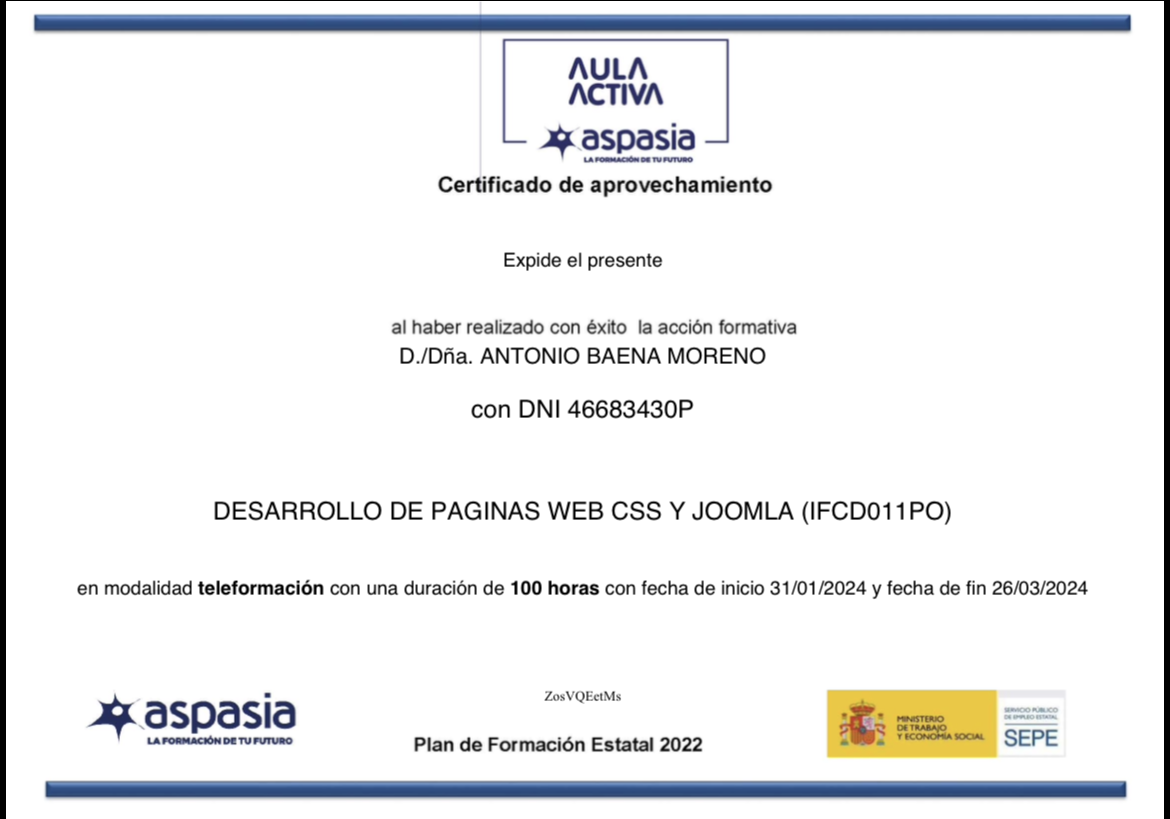 AULA
ACTIVA
aspasia
LA FORMACIÓN DE TU FUTURO
Certificado de aprovechamiento
Expide el presente
al haber realizado con éxito la acción formativa
D./Dña. ANTONIO BAENA MORENO
con DNI 46683430P
DESARROLLO DE PAGINAS WEB CSS Y JOOMLA (IFCD011PO)
en modalidad teleformación con una duración de 100 horas con fecha de inicio 31/01/2024 y fecha de fin 26/03/2024
aspasia
LA FORMACIÓN DE TU FUTURO
ZosVQEetMs
Plan de Formación Estatal 2022
MINISTERIO
DE TRABAJO
Y ECONOMÍA SOCIAL
SERVICIO PÚBLICO
DE EMPLEO ESTATAL
SEPE